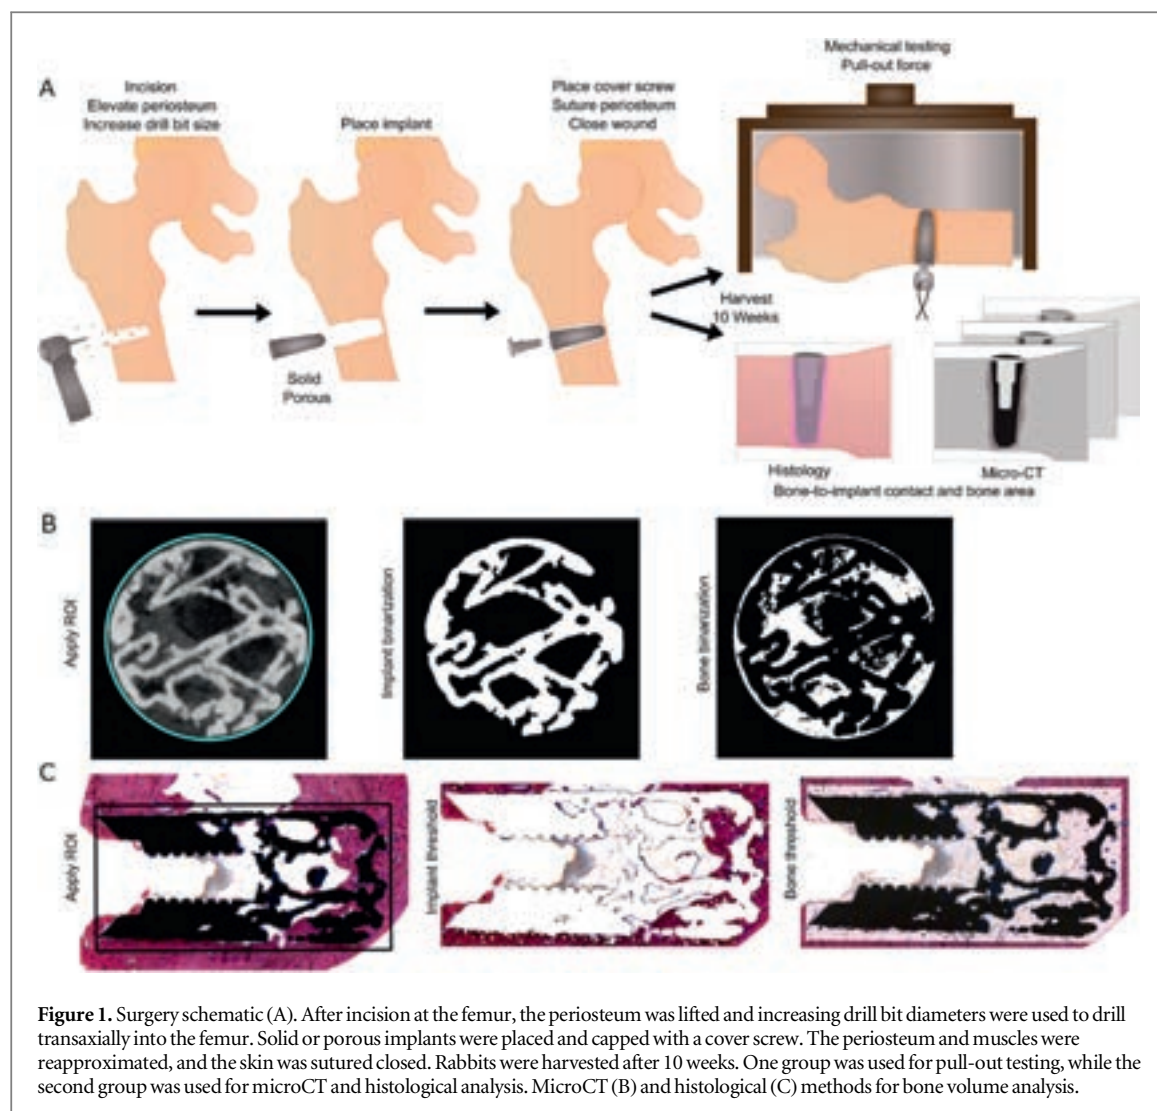 A
Incision
Elevate periosteum
Increase drill bit size
Place implant
Place cover screw
Suture periosteum
Close wound
Mechanical testing
Pull-out force
Solid
Porous
Harvest
10 Weeks
Histology
Micro-CT
Bone-to-implant contact and bone area
B
Apply ROI
Implant binarization
Bone binarization
C
Apply ROI
Implant threshold
Bone threshold
Figure 1. Surgery schematic (A). After incision at the femur, the periosteum was lifted and increasing drill bit diameters were used to drill
transaxially into the femur. Solid or porous implants were placed and capped with a cover screw. The periosteum and muscles were
reapproximated, and the skin was sutured closed. Rabbits were harvested after 10 weeks. One group was used for pull-out testing, while the
second group was used for microCT and histological analysis. MicroCT (B) and histological (C) methods for bone volume analysis.